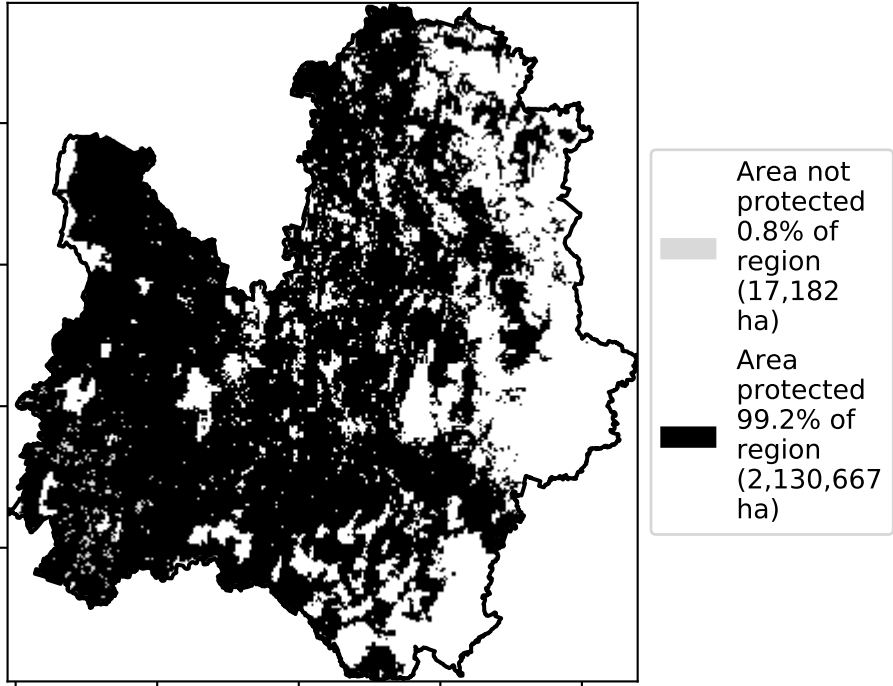 Area not
protected
0.8% of
region
(17,182
ha)
Area
protected
99.2% of
region
(2,130,667
ha)